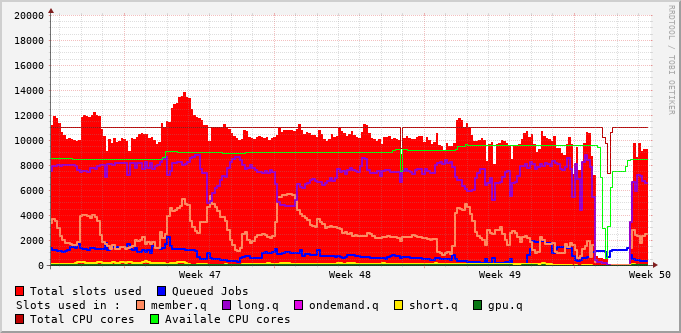 20000
18000
16000
14000
12000
10000
8000
6000
4000
2000
0
Week 47 Week 48 Week 49 Week 50
RRDTOOL / TOBI OETIKER
Total slots used Queued Jobs
Slots used in : member.q long.q ondemand.q short.q gpu.q
Total CPU cores Availale CPU cores